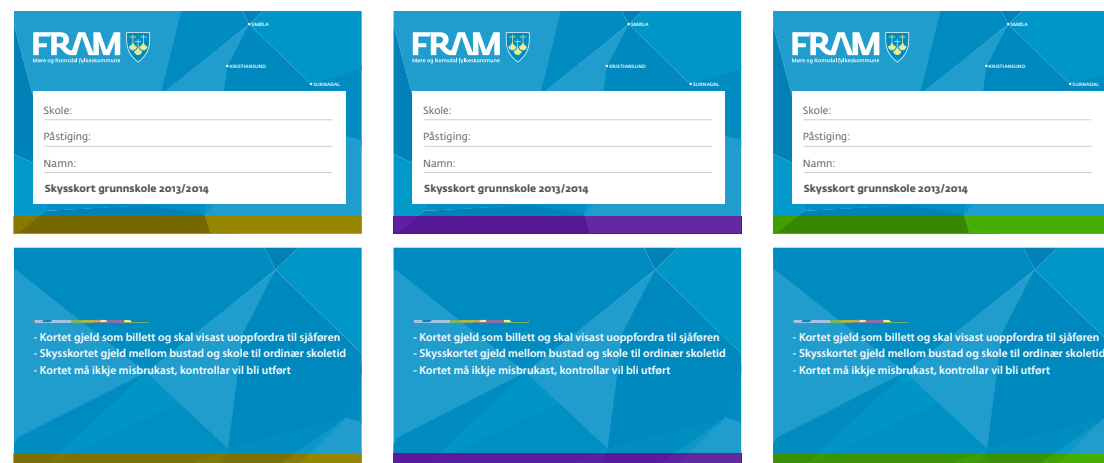 SMØLA
FRAM
Møre og Romsdal fylkeskommune
KRISTIANSUND
SURNADAL
Skole:
Påstiging:
Namn:
Skysskort grunnskole 2013/2014
SMØLA
FRAM
Møre og Romsdal fylkeskommune
KRISTIANSUND
SURNADAL
Skole:
Påstiging:
Namn:
Skysskort grunnskole 2013/2014
SMØLA
FRAM
Møre og Romsdal fylkeskommune
KRISTIANSUND
SURNADAL
Skole:
Påstiging:
Namn:
Skysskort grunnskole 2013/2014
- Kortet gjeld som billett og skal visast uoppfordra til sjåføren
- Skysskortet gjeld mellom bustad og skole til ordinær skoletid
- Kortet må ikkje misbrukast, kontrollar vil bli utført
- Kortet gjeld som billett og skal visast uoppfordra til sjåføren
- Skysskortet gjeld mellom bustad og skole til ordinær skoletid
- Kortet må ikkje misbrukast, kontrollar vil bli utført
- Kortet gjeld som billett og skal visast uoppfordra til sjåføren
- Skysskortet gjeld mellom bustad og skole til ordinær skoletid
- Kortet må ikkje misbrukast, kontrollar vil bli utført